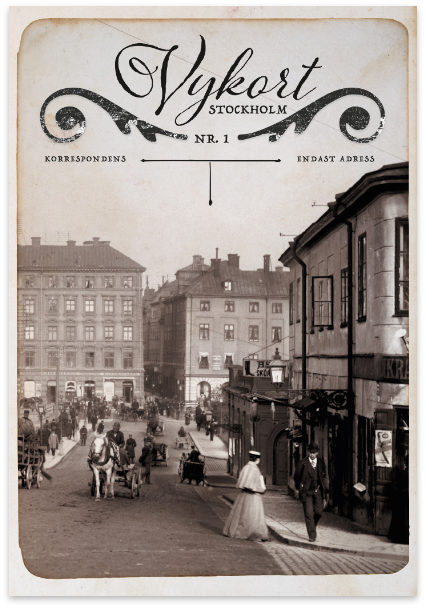 Vykort
STOCKHOLM
NR. 1
KORRESPONDENS
ENDAST ADRESS